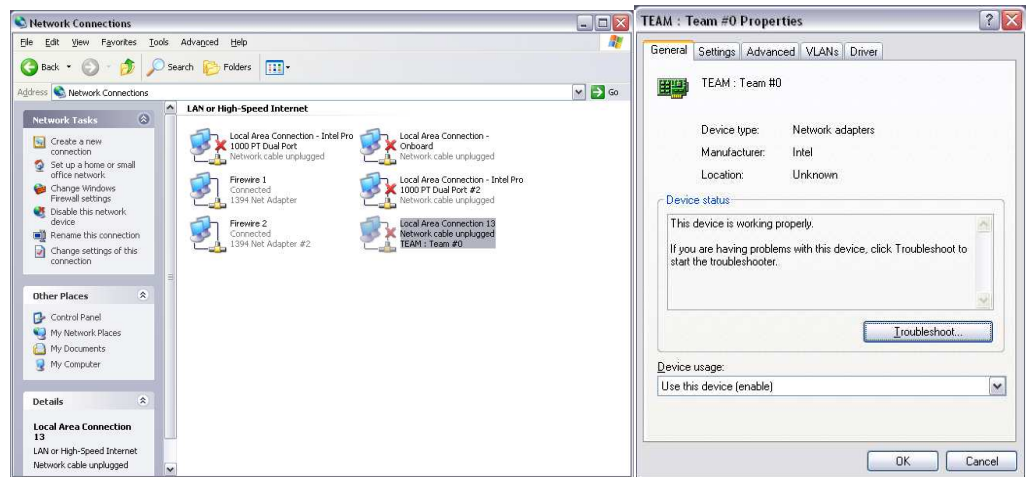 Network Connections
File Edit View Favorites Tools Advanced Help
Back Search Folders
Address Network Connections Go
Network Tasks
Create a new
connection
Set up a home or small
office network
Change Windows
Firewall settings
Disable this network
device
Rename this connection
Change settings of this
connection
Other Places
Control Panel
My Network Places
My Documents
My Computer
Details
Local Area Connection
13
LAN or High-Speed Internet
Network cable unplugged
LAN or High-Speed Internet
Local Area Connection - Intel Pro
1000 PT Dual Port
Network cable unplugged
Local Area Connection -
Onboard
Network cable unplugged
Firewire 1
Connected
1394 Net Adapter
Local Area Connection - Intel Pro
1000 PT Dual Port #2
Network cable unplugged
Firewire 2
Connected
1394 Net Adapter #2
Local Area Connection 13
Network cable unplugged
TEAM : Team #0
TEAM : Team #0 Properties
General Settings Advanced VLANs Driver
TEAM : Team #0
Device type: Network adapters
Manufacturer: Intel
Location: Unknown
Device status
This device is working properly.
If you are having problems with this device, click Troubleshoot to
start the troubleshooter.
Troubleshoot...
Device usage:
Use this device (enable)
OK Cancel